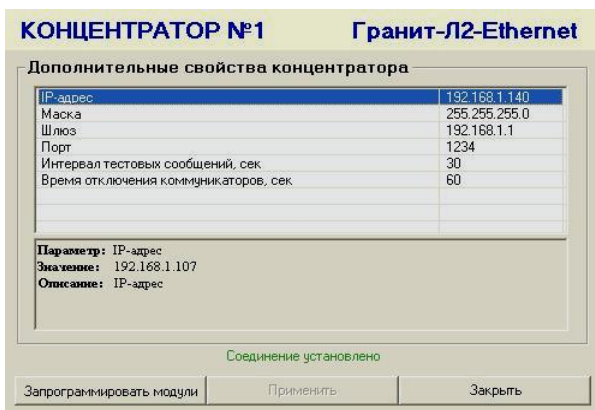 КОНЦЕНТРАТОР №1 Гранит-Л2-Ethernet
Дополнительные свойства концентратора
IP-адрес 192.168.1.140
Маска 255.255.255.0
Шлюз 192.168.1.1
Порт 1234
Интервал тестовых сообщений, сек 30
Время отключения коммуникаторов, сек 60
Параметр: IP-адрес
Значение: 192.168.1.107
Описание: IP-адрес
Соединение установлено
Запрограммировать модули Применить Закрыть